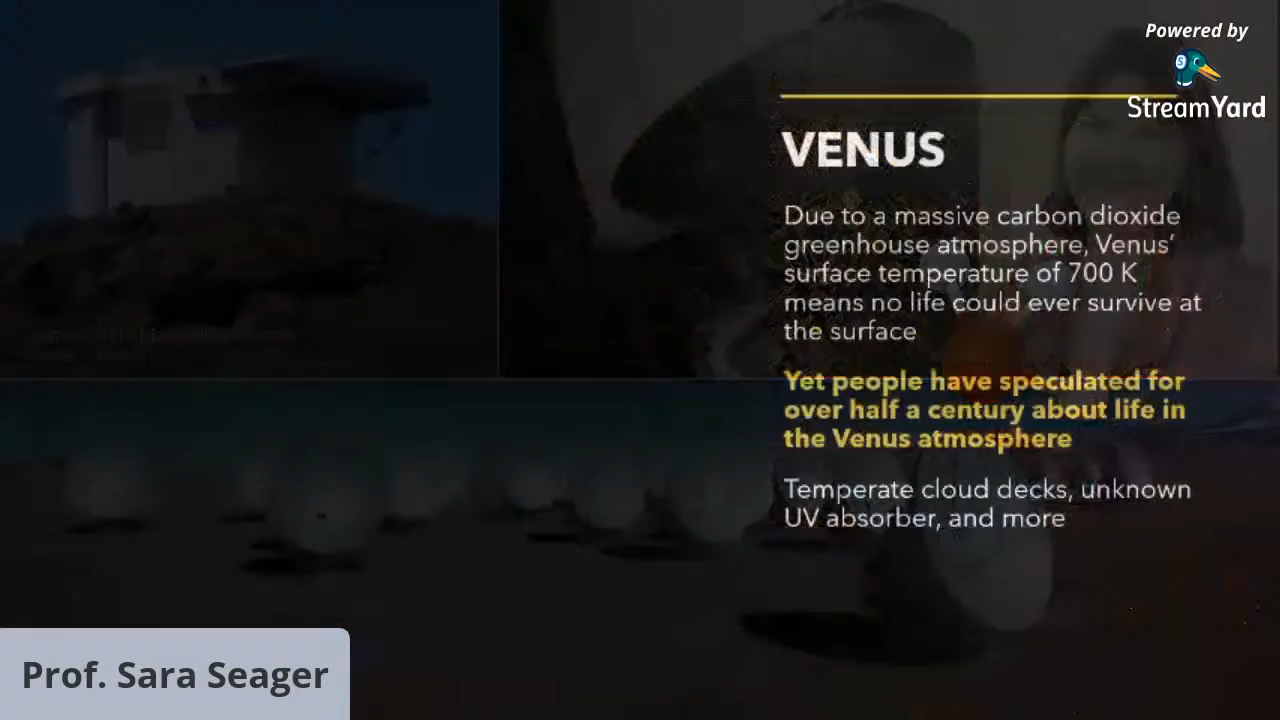 Powered by
StreamYard
VENUS
Due to a massive carbon dioxide
greenhouse atmosphere, Venus'
surface temperature of 700 K
means no life could ever survive at
the surface
Yet people have speculated for
over half a century about life in
the Venus atmosphere
Temperate cloud decks, unknown
UV absorber, and more
Prof. Sara Seager